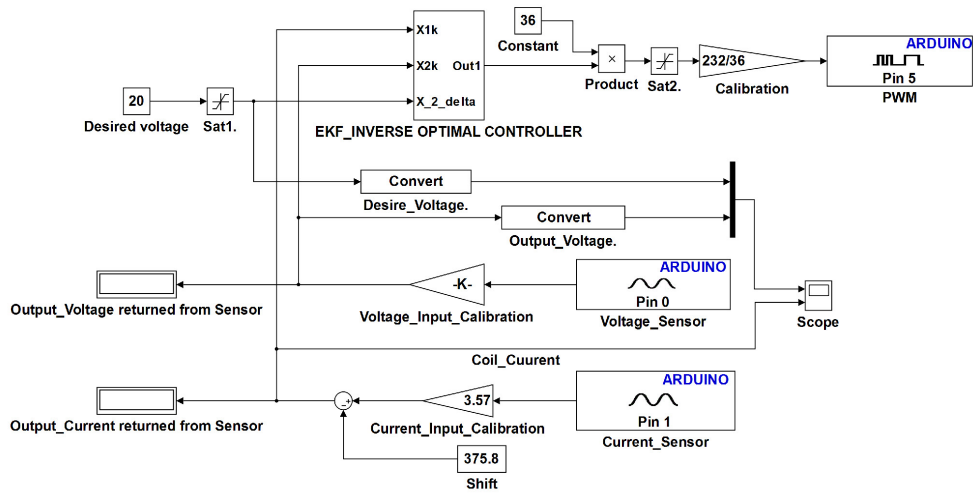 X1k
X2k
Out1
X_2_delta
EKF_INVERSE OPTIMAL CONTROLLER
36
Constant
×
Product
Sat2.
232/36
Calibration
ARDUINO
Pin 5
PWM
20
Desired voltage
Sat1.
Convert
Desire_Voltage.
Convert
Output_Voltage.
Output_Voltage returned from Sensor
-K-
Voltage_Input_Calibration
ARDUINO
Pin 0
Voltage_Sensor
Scope
Coil_Cuurent
Output_Current returned from Sensor
-+
3.57
Current_Input_Calibration
ARDUINO
Pin 1
Current_Sensor
375.8
Shift